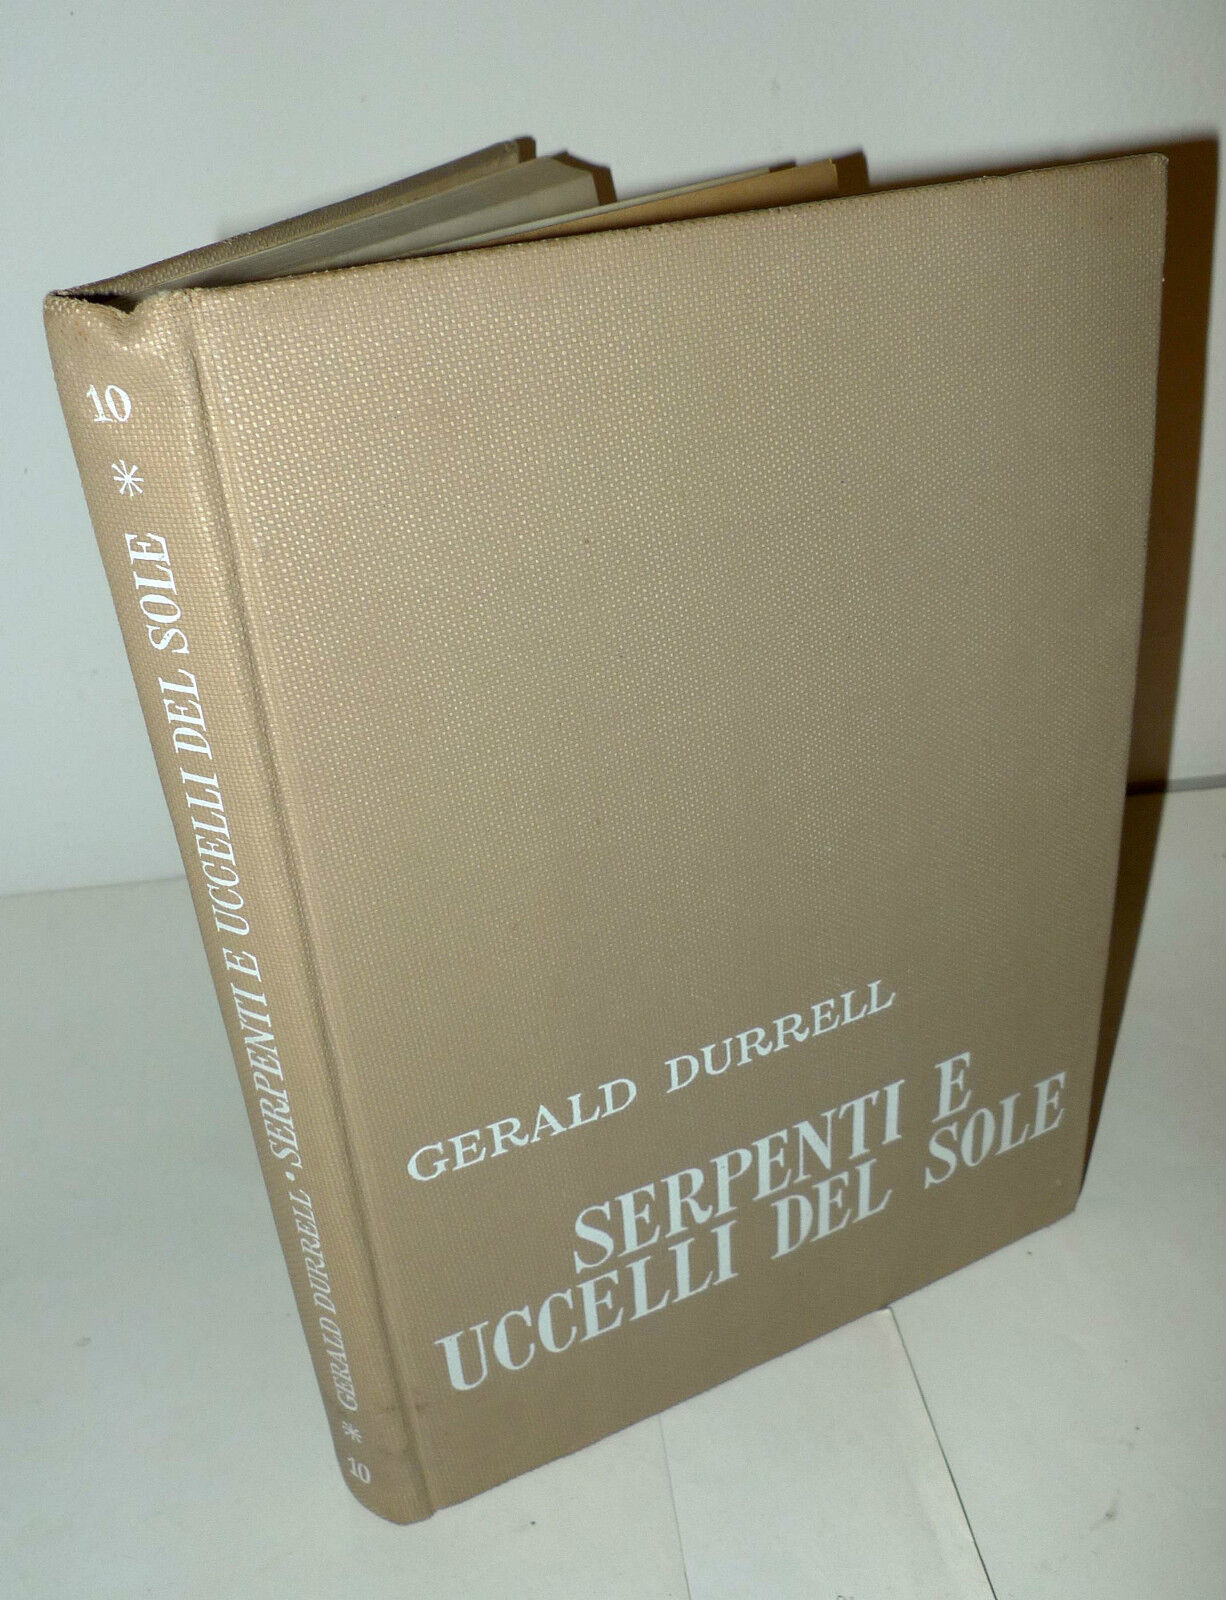 GERALD DURRELL
SERPENTI E
UCCELLI DEL SOLE
10 * GERALD DURRELL · SERPENTI E UCCELLI DEL SOLE * 10